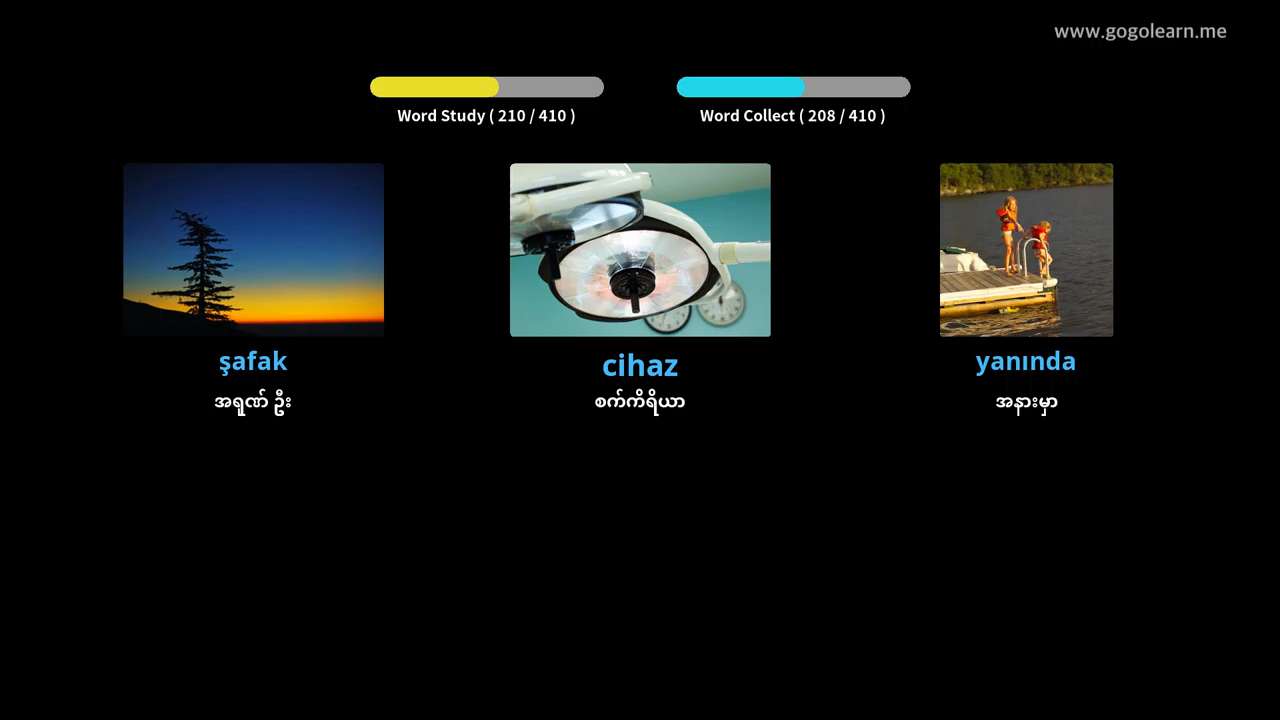 www.gogolearn.me
Word Study ( 210 / 410 )
Word Collect ( 208 / 410 )
şafak
cihaz
yanında
အရုဏ် ဦး
စက်ကိရိယာ
အနားမှာ